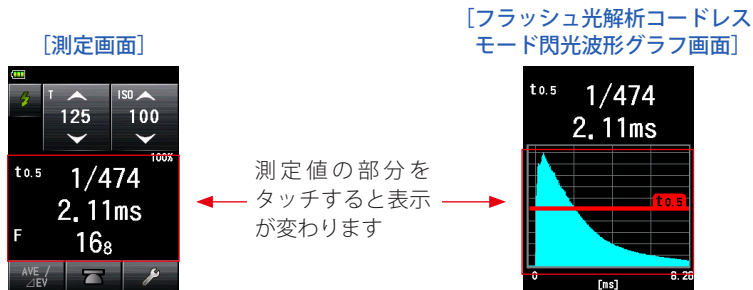 [測定画面]
T
125
ISO
100
100%
t0.5
1/474
2.11ms
F
168
AVE /
⊿EV
測定値の部分を
タッチすると表示
が変わります
[フラッシュ光解析コードレス
モード閃光波形グラフ画面]
t0.5
1/474
2.11ms
t0.5
0
8.26
[ms]